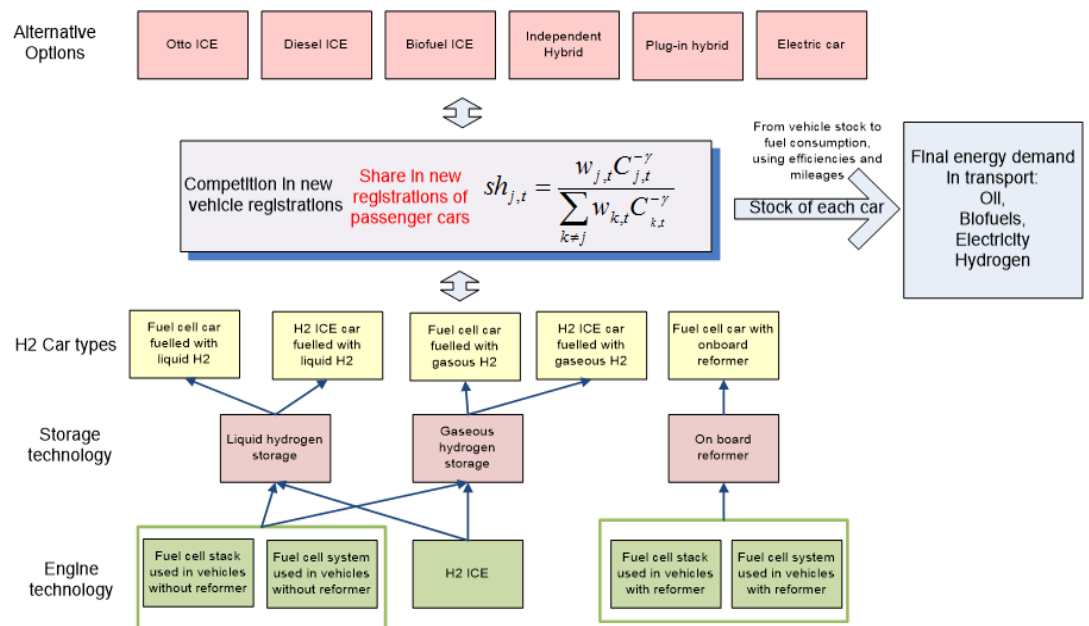 Alternative
Options
Otto ICE
Diesel ICE
Biofuel ICE
Independent
Hybrid
Plug-in hybrid
Electric car
Competition in new
vehicle registrations
Share in new
registrations of
passenger cars
sh_{j,t} = \frac{w_{j,t} C_{j,t}^{-γ}}{\sum_{k≠j} w_{k,t} C_{k,t}^{-γ}}
From vehicle stock to
fuel consumption,
using efficiencies and
mileages
Stock of each car
Final energy demand
in transport:
Oil,
Biofuels,
Electricity
Hydrogen
H2 Car types
Fuel cell car
fuelled with
liquid H2
H2 ICE car
fuelled with
liquid H2
Fuel cell car
fuelled with
gasous H2
H2 ICE car
fuelled with
gaseous H2
Fuel cell car with
onboard
reformer
Storage
technology
Liquid hydrogen
storage
Gaseous
hydrogen
storage
On board
reformer
Engine
technology
Fuel cell stack
used in vehicles
without reformer
Fuel cell system
used in vehicles
without reformer
H2 ICE
Fuel cell stack
used in vehicles
with reformer
Fuel cell system
used in vehicles
with reformer